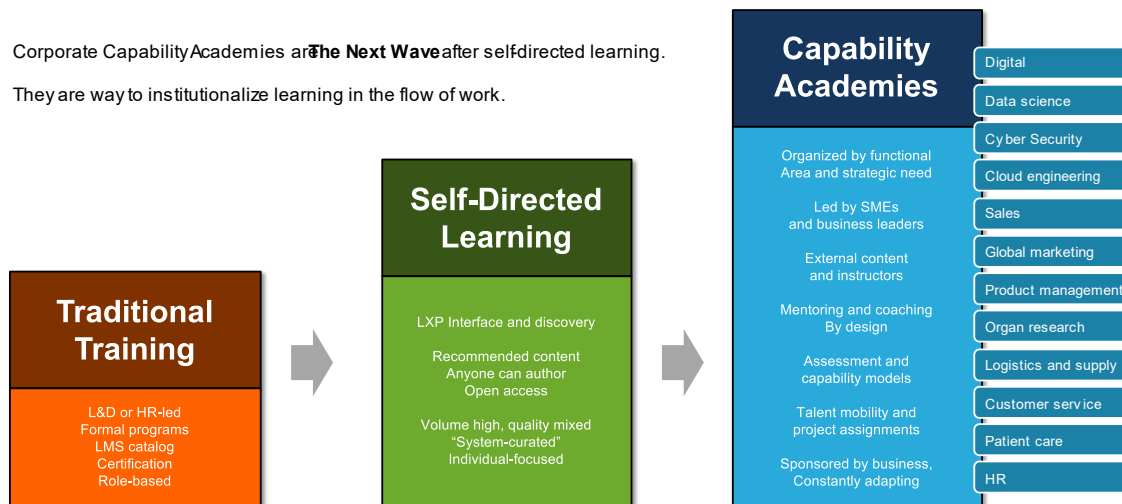 Corporate Capability Academies are The Next Wave after self-directed learning.
They are way to institutionalize learning in the flow of work.
Traditional
Training
L&D or HR-led
Formal programs
LMS catalog
Certification
Role-based
Self-Directed
Learning
LXP Interface and discovery
Recommended content
Anyone can author
Open access
Volume high, quality mixed
“System-curated”
Individual-focused
Capability
Academies
Organized by functional
Area and strategic need
Led by SMEs
and business leaders
External content
and instructors
Mentoring and coaching
By design
Assessment and
capability models
Talent mobility and
project assignments
Sponsored by business,
Constantly adapting
Digital
Data science
Cyber Security
Cloud engineering
Sales
Global marketing
Product management
Organ research
Logistics and supply
Customer service
Patient care
HR